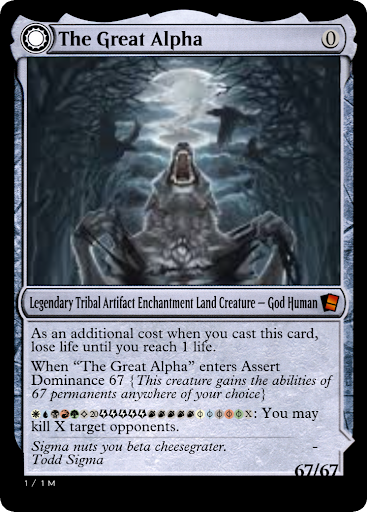 The Great Alpha 0
Legendary Tribal Artifact Enchantment Land Creature – God Human
As an additional cost when you cast this card,
lose life until you reach 1 life.
When “The Great Alpha” enters Assert
Dominance 67 {This creature gains the abilities of
67 permanents anywhere of your choice}
20 X: You may
kill X target opponents.
Sigma nuts you beta cheesegrater. -
Todd Sigma
67/67
1 / 1 M